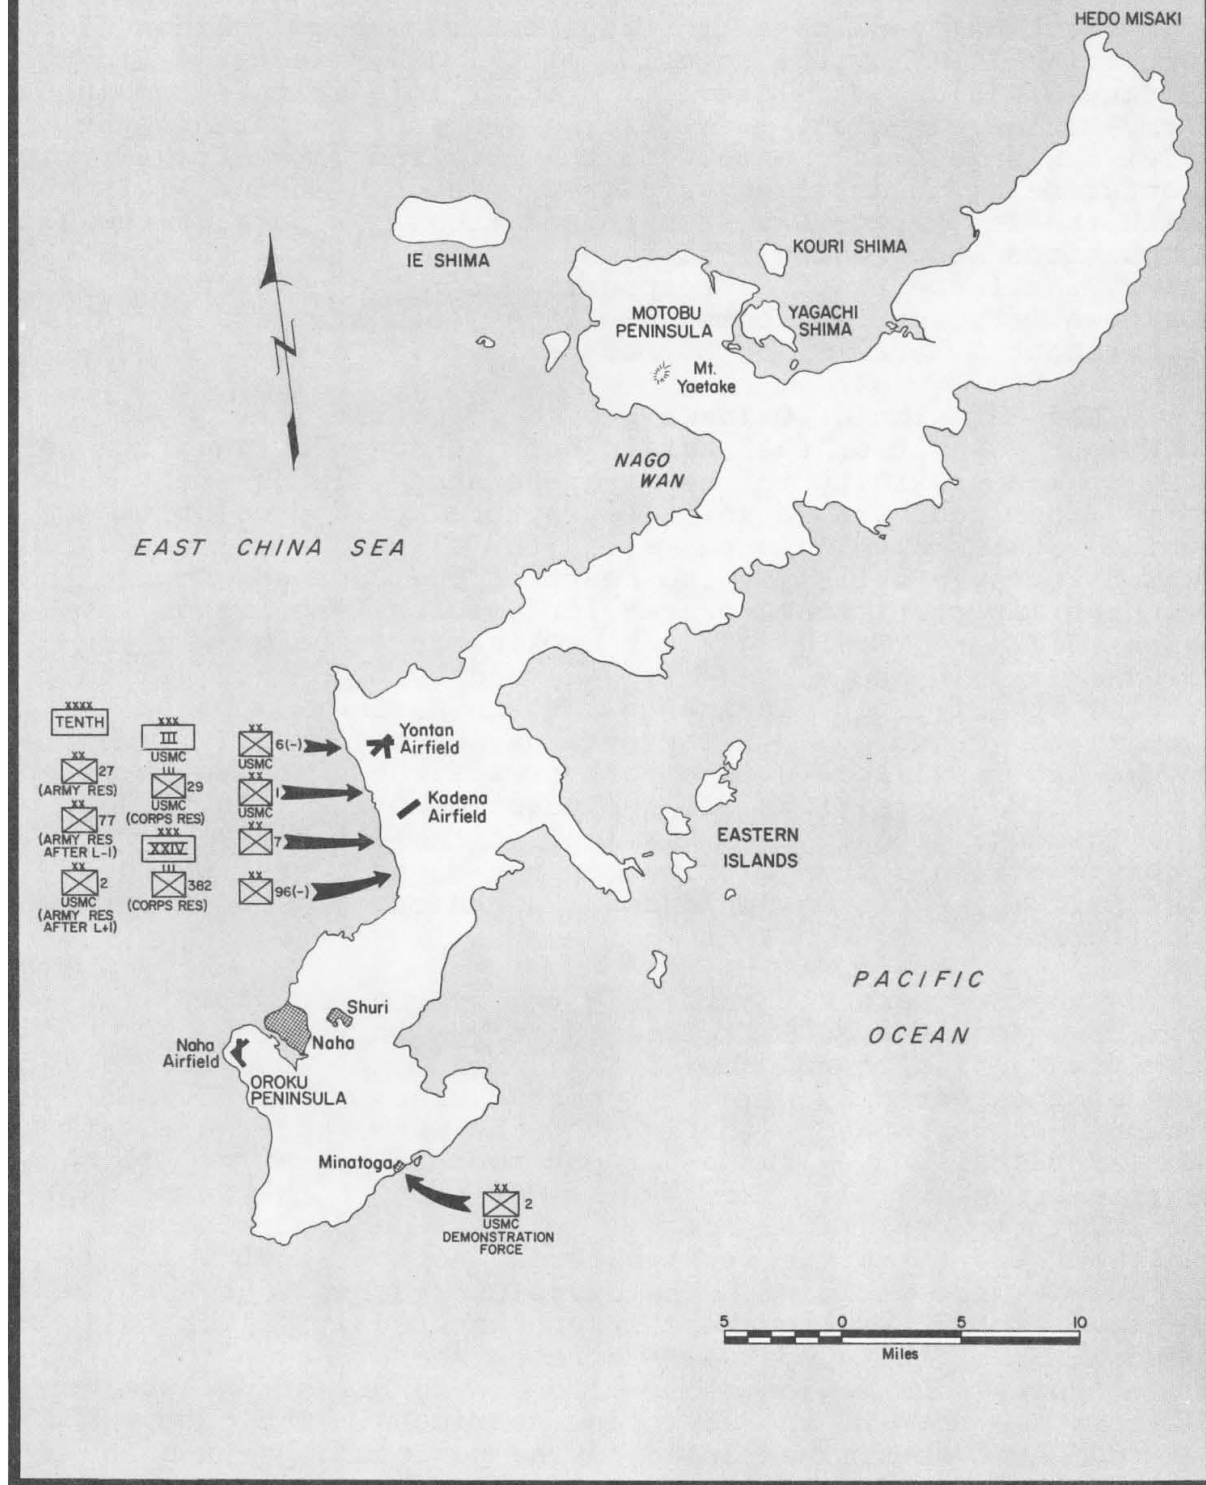 HEDO MISAKI
IE SHIMA
KOURI SHIMA
MOTOBU
PENINSULA
YAGACHI
SHIMA
Mt.
Yaetake
NAGO
WAN
EAST CHINA SEA
XXXX
TENTH
XX
27
(ARMY RES)
XX
77
(ARMY RES
AFTER L-1)
XX
2
USMC
(ARMY RES
AFTER L+1)
XXX
III
USMC
III
29
USMC
(CORPS RES)
XXX
XXIV
III
382
(CORPS RES)
XX
6(-)
USMC
XX
1
USMC
XX
7
XX
96(-)
Yontan
Airfield
Kadena
Airfield
EASTERN
ISLANDS
PACIFIC
OCEAN
Shuri
Naha
Naha
Airfield
OROKU
PENINSULA
Minatoga
XX
2
USMC
DEMONSTRATION
FORCE
5 0 5 10
Miles